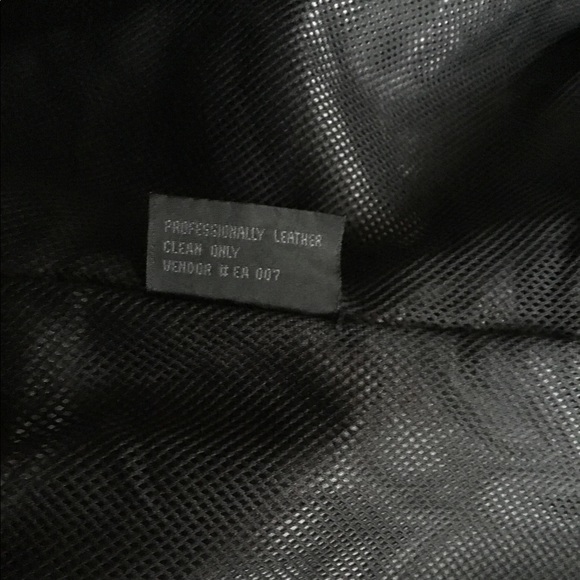 PROFESSIONALLY LEATHER
CLEAN ONLY
VENDOR # EA 007